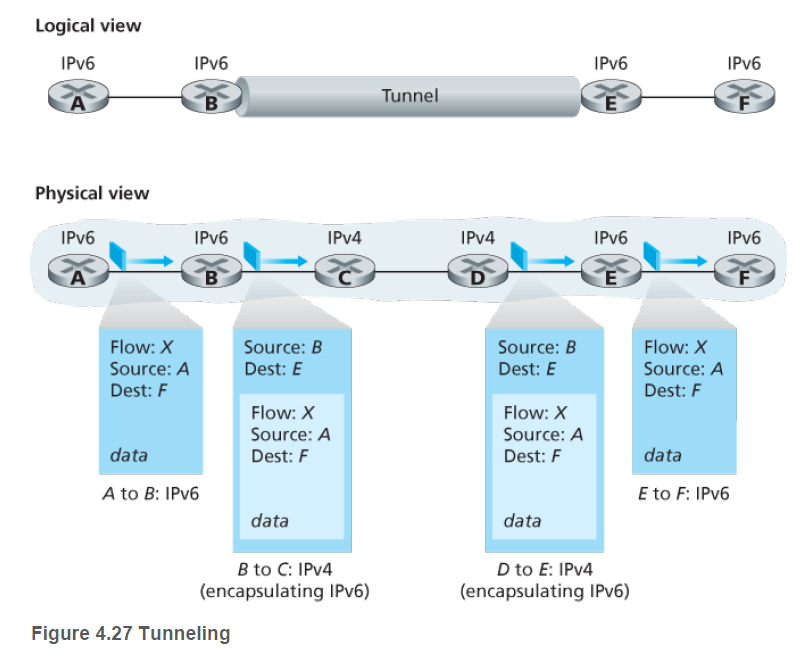 Logical view
IPv6 IPv6 IPv6 IPv6
A B Tunnel E F
Physical view
IPv6 IPv6 IPv4 IPv4 IPv6 IPv6
A B C D E F
Flow: X
Source: A
Dest: F
data
A to B: IPv6
Source: B
Dest: E
Flow: X
Source: A
Dest: F
data
B to C: IPv4
(encapsulating IPv6)
Source: B
Dest: E
Flow: X
Source: A
Dest: F
data
D to E: IPv4
(encapsulating IPv6)
Flow: X
Source: A
Dest: F
data
E to F: IPv6
Figure 4.27 Tunneling